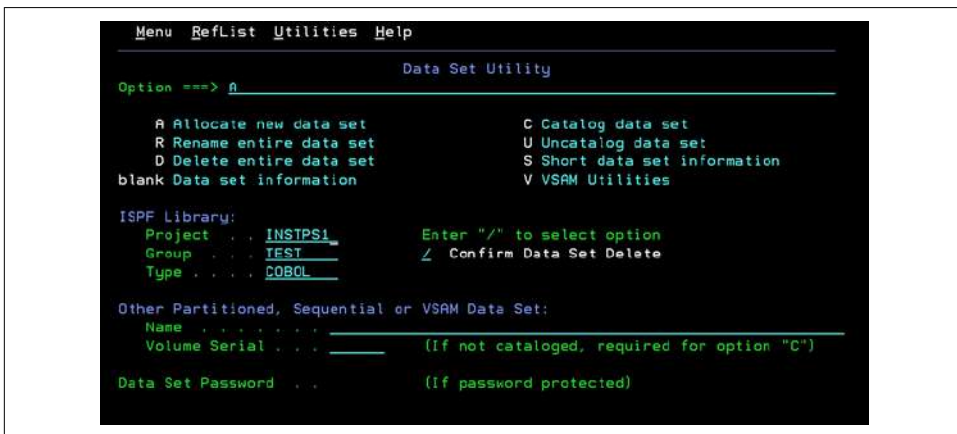 Menu RefList Utilities Help
Data Set Utility
Option ===> A
A Allocate new data set C Catalog data set
R Rename entire data set U Uncatalog data set
D Delete entire data set S Short data set information
blank Data set information V VSAM Utilities
ISPF Library:
Project . . INSTPS1 Enter "/" to select option
Group . . . TEST / Confirm Data Set Delete
Type . . . . COBOL
Other Partitioned, Sequential or VSAM Data Set:
Name . . . . . . .
Volume Serial . . . (If not cataloged, required for option "C")
Data Set Password . . (If password protected)